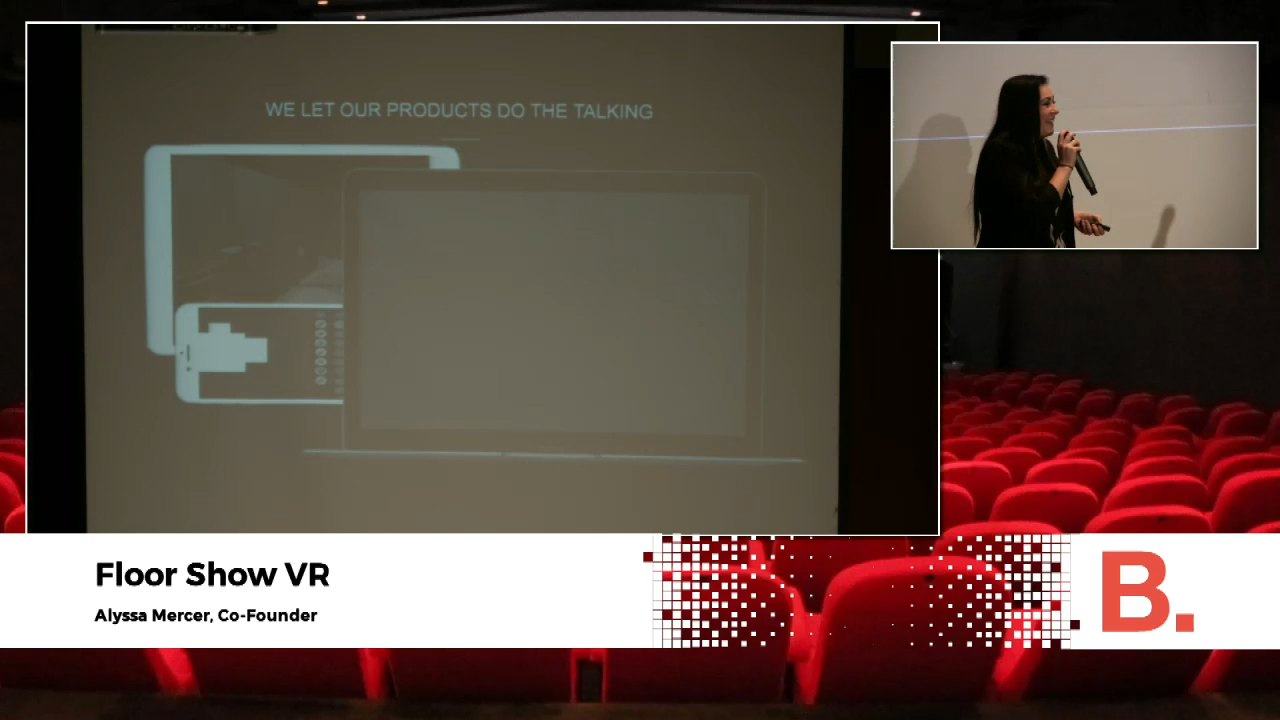 WE LET OUR PRODUCTS DO THE TALKING
Floor Show VR
Alyssa Mercer, Co-Founder
B.